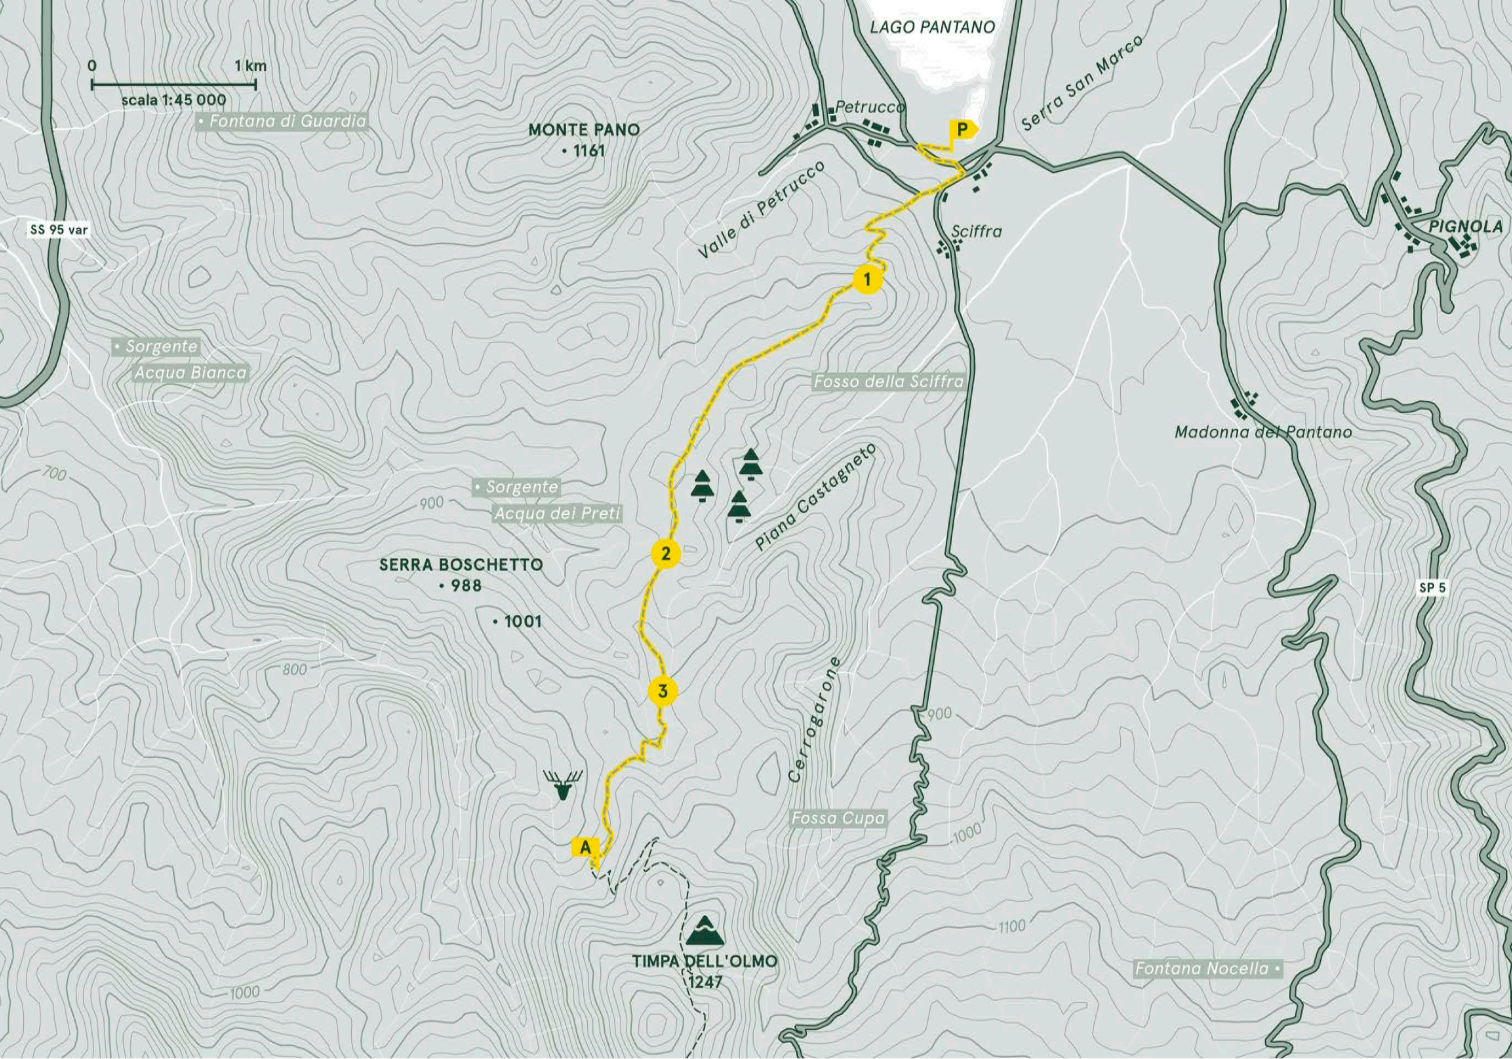 LAGO PANTANO
0 1 km
scala 1:45 000
• Fontana di Guardia
MONTE PANO
• 1161
Petrucco
P
Serra San Marco
Valle di Petrucco
SS 95 var
Sciffra
PIGNOLA
1
• Sorgente
Acqua Bianca
Fosso della Sciffra
Madonna del Pantano
700
900
• Sorgente
Acqua dei Preti
Piana Castagneto
2
SERRA BOSCHETTO
• 988
• 1001
SP 5
800
3
Cerrogarone
900
Fossa Cupa
1000
A
1100
TIMPA DELL'OLMO
1247
Fontana Nocella •
1000